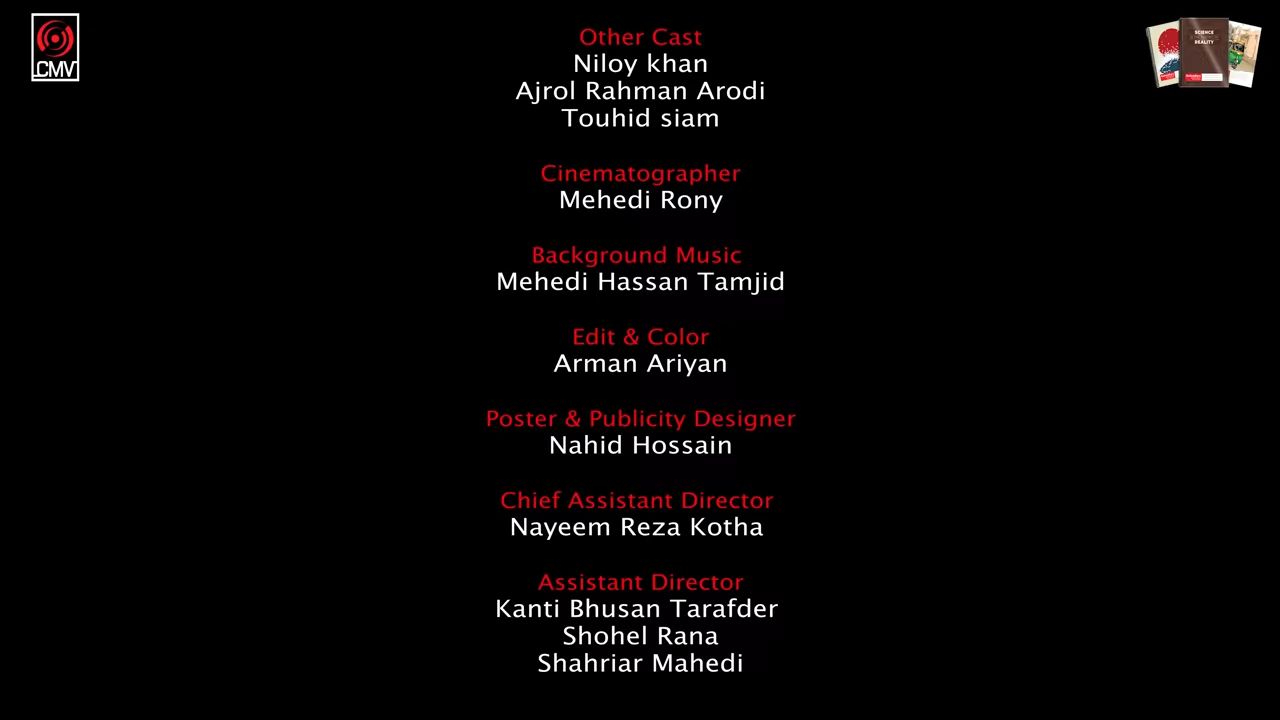 CMV
SCIENCE
REALITY
Other Cast
Niloy khan
Ajrol Rahman Arodi
Touhid siam
Cinematographer
Mehedi Rony
Background Music
Mehedi Hassan Tamjid
Edit & Color
Arman Ariyan
Poster & Publicity Designer
Nahid Hossain
Chief Assistant Director
Nayeem Reza Kotha
Assistant Director
Kanti Bhusan Tarafder
Shohel Rana
Shahriar Mahedi